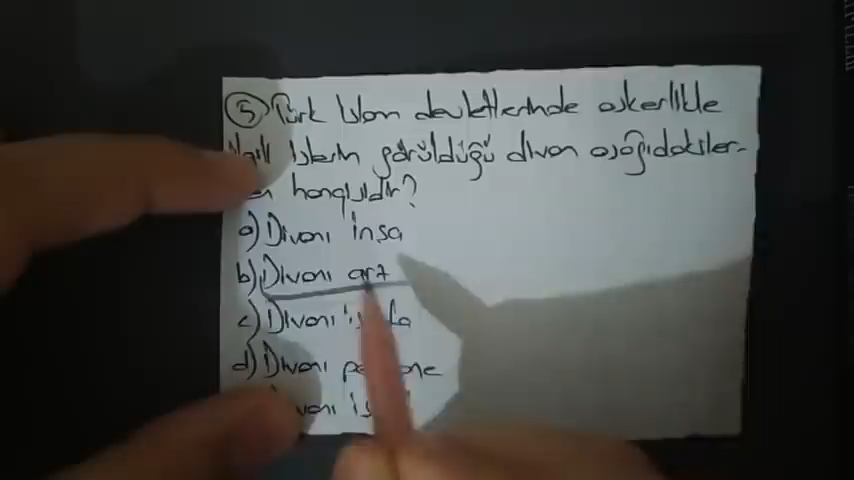 5 Türk İslam devletlerinde askerlikle
ilgili işlerin görüldüğü divan aşağıdakiler-
hangisidir?
a) Divanı İnşa
b) Divanı arz
c) Divanı
d) Divanı